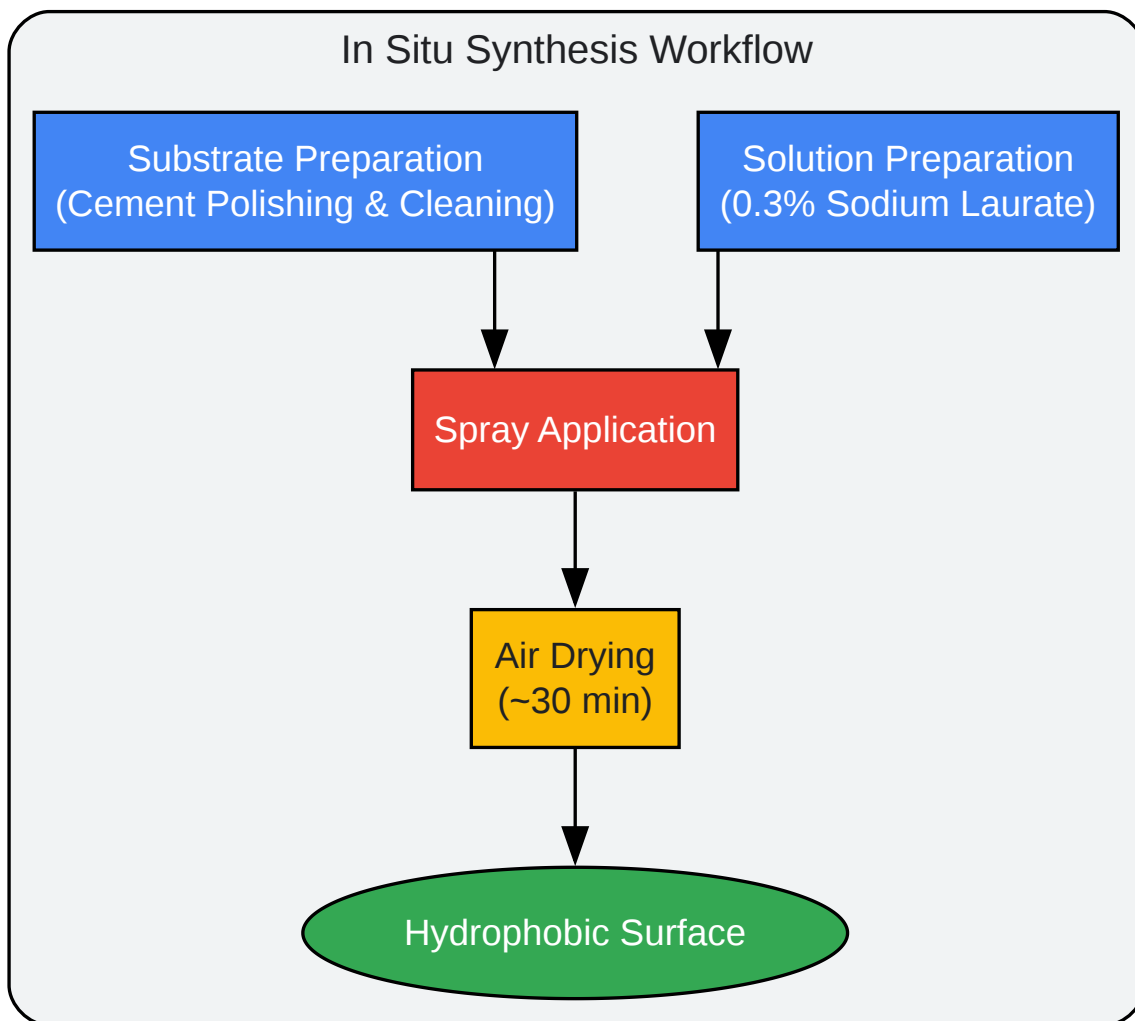 In Situ Synthesis Workflow
Substrate Preparation
(Cement Polishing & Cleaning)
Solution Preparation
(0.3% Sodium Laurate)
Spray Application
Air Drying
(~30 min)
Hydrophobic Surface